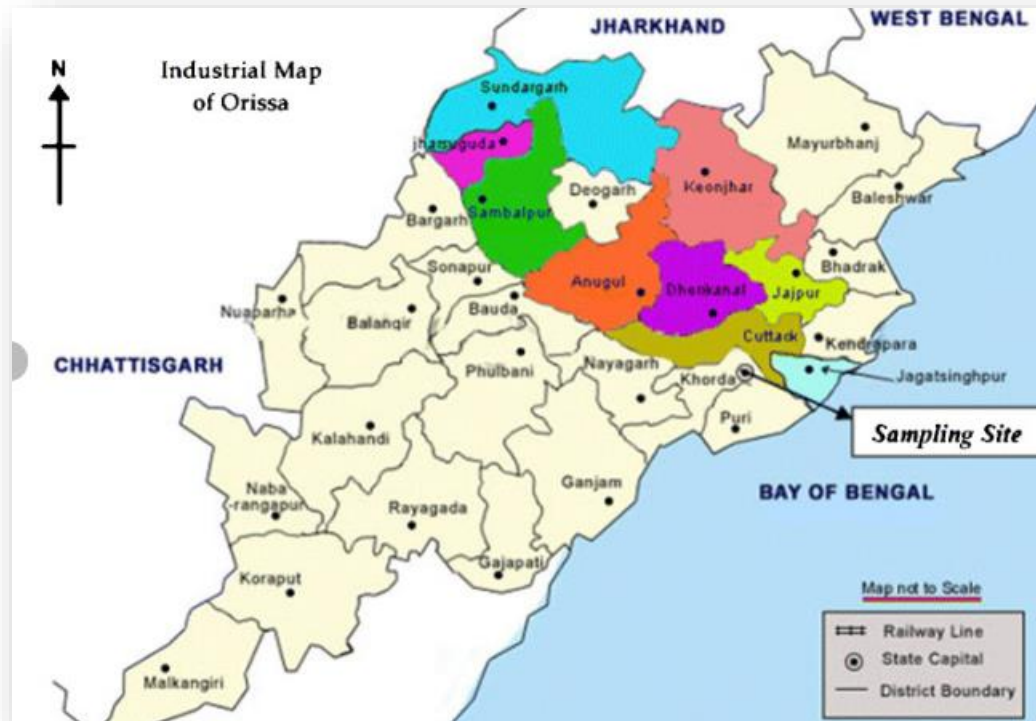 JHARKHAND
WEST BENGAL
N
Industrial Map
of Orissa
Sundargarh
jharsuguda
Mayurbhanj
Keonjhar
Deogarh
Baleshwar
Bargarh
Sambalpur
Bhadrak
Sonapur
Anugul
Dhenkanal
Jajpur
Nuaparha
Bauda
Balangir
Cuttack
Kendrapara
CHHATTISGARH
Phulbani
Nayagarh
Khorda
Jagatsinghpur
Puri
Sampling Site
Kalahandi
Ganjam
BAY OF BENGAL
Naba
-rangapur
Rayagada
Gajapati
Koraput
Map not to Scale
Railway Line
State Capital
District Boundary
Malkangiri